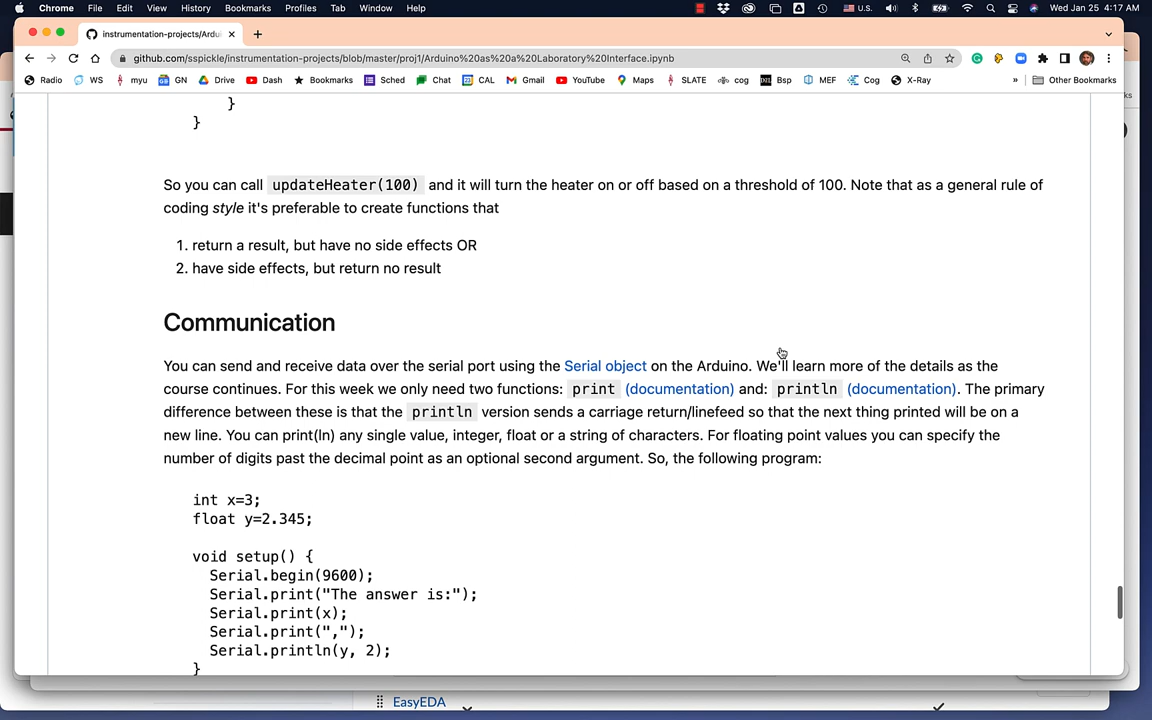 Chrome File Edit View History Bookmarks Profiles Tab Window Help U.S. Wed Jan 25 4:17 AM
instrumentation-projects/Ardu
github.com/sspickle/instrumentation-projects/blob/master/proj1/Arduino%20as%20a%20Laboratory%20Interface.ipynb
Radio WS myu GN Drive Dash Bookmarks Sched Chat CAL Gmail YouTube Maps SLATE cog Bsp MEF Cog X-Ray » Other Bookmarks
}
}
So you can call updateHeater(100) and it will turn the heater on or off based on a threshold of 100. Note that as a general rule of
coding style it's preferable to create functions that
1. return a result, but have no side effects OR
2. have side effects, but return no result
Communication
You can send and receive data over the serial port using the Serial object on the Arduino. We'll learn more of the details as the
course continues. For this week we only need two functions: print (documentation) and: println (documentation). The primary
difference between these is that the println version sends a carriage return/linefeed so that the next thing printed will be on a
new line. You can print(ln) any single value, integer, float or a string of characters. For floating point values you can specify the
number of digits past the decimal point as an optional second argument. So, the following program:
int x=3;
float y=2.345;
void setup() {
Serial.begin(9600);
Serial.print("The answer is:");
Serial.print(x);
Serial.print(",");
Serial.println(y, 2);
}
EasyEDA